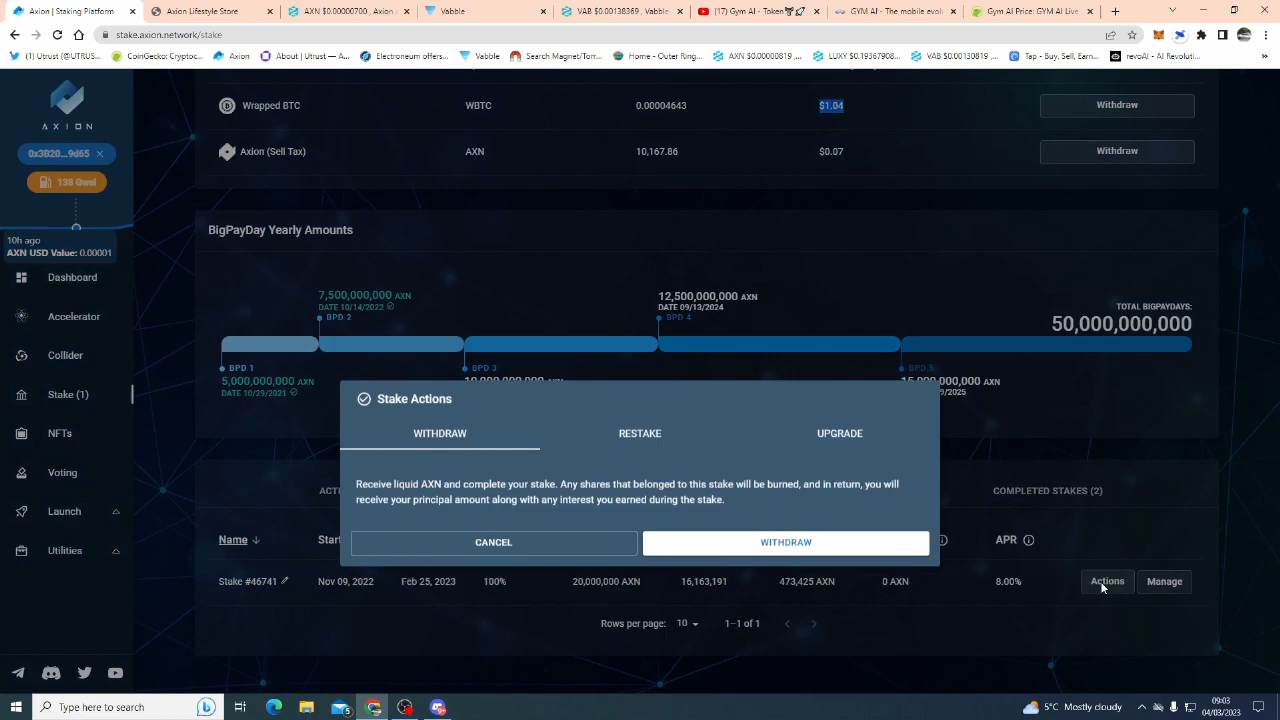 Staking Platform | Axion
Website Staking | Axion
VAB $0.00
Axion
Vabble
VAB $0.00138369 | Vabble
VAB $0.0013
Gym AI - Token
GYM AI - The mobile evol
Gym AI Price: GYM AI Live
stake.axion.network/stake
(1) Utrust (@UTRUS...
CoinGecko: Cryptoc...
Axion
About | Utrust — Th...
Electroneum offers...
Vabble
Search Magnet/Torr...
Home - Outer Ring...
AXN $0.00000819 ,...
LUXY $0.19367908...
VAB $0.00130819 ,...
Tap - Buy, Sell, Earn...
revoAI - AI Revoluti...
AXION
0x3B20...9d65
138 Gwei
10h ago
AXN USD Value: 0.00001
Dashboard
Accelerator
Collider
Stake (1)
NFTs
Voting
Launch
Utilities
Wrapped BTC WBTC 0.00004643 $1.04 Withdraw
Axion (Sell Tax) AXN 10,167.86 $0.07 Withdraw
BigPayDay Yearly Amounts
7,500,000,000 AXN
DATE 10/14/2022
BPD 2
12,500,000,000 AXN
DATE 09/13/2024
BPD 4
TOTAL BIGPAYDAYS:
50,000,000,000
BPD 1
5,000,000,000 AXN
DATE 10/29/2021
BPD 3
BPD 5
AXN
Stake Actions
WITHDRAW RESTAKE UPGRADE
Receive liquid AXN and complete your stake. Any shares that belonged to this stake will be burned, and in return, you will
receive your principal amount along with any interest you earned during the stake.
CANCEL WITHDRAW
COMPLETED STAKES (2)
Name Start APR
Stake #46741 Nov 09, 2022 Feb 25, 2023 100% 20,000,000 AXN 16,163,191 473,425 AXN 0 AXN 8.00% Actions Manage
Rows per page: 10 1–1 of 1
Type here to search
5
5°C Mostly cloudy
09:03
04/03/2023